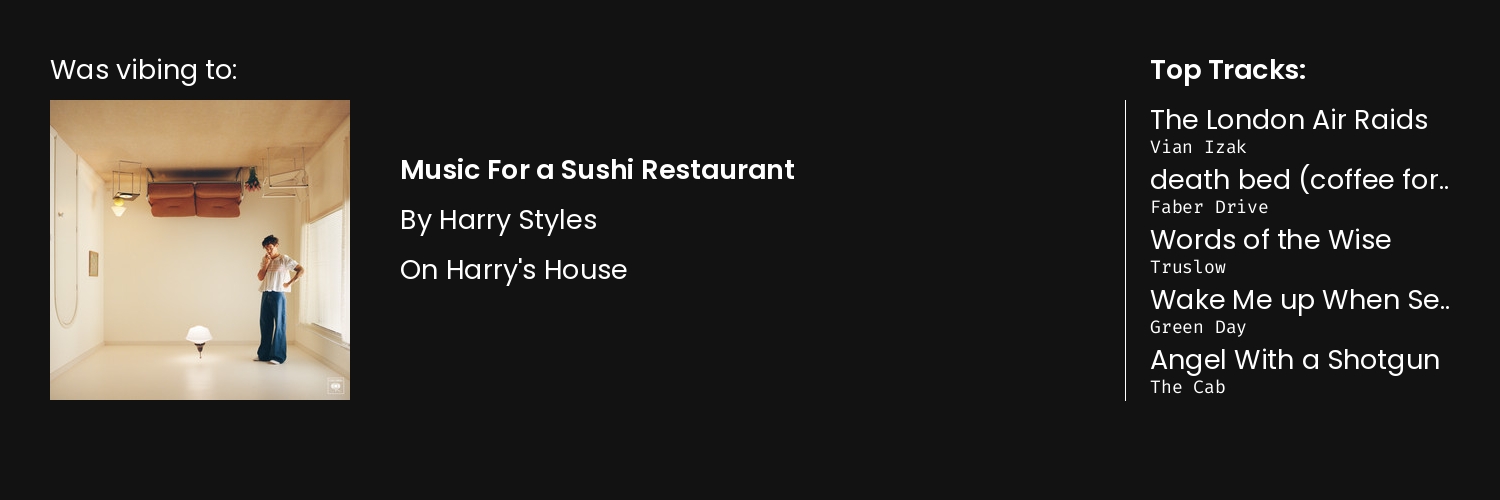 Was vibing to:
Music For a Sushi Restaurant
By Harry Styles
On Harry's House
Top Tracks:
The London Air Raids
Vian Izak
death bed (coffee for..
Faber Drive
Words of the Wise
Truslow
Wake Me up When Se..
Green Day
Angel With a Shotgun
The Cab